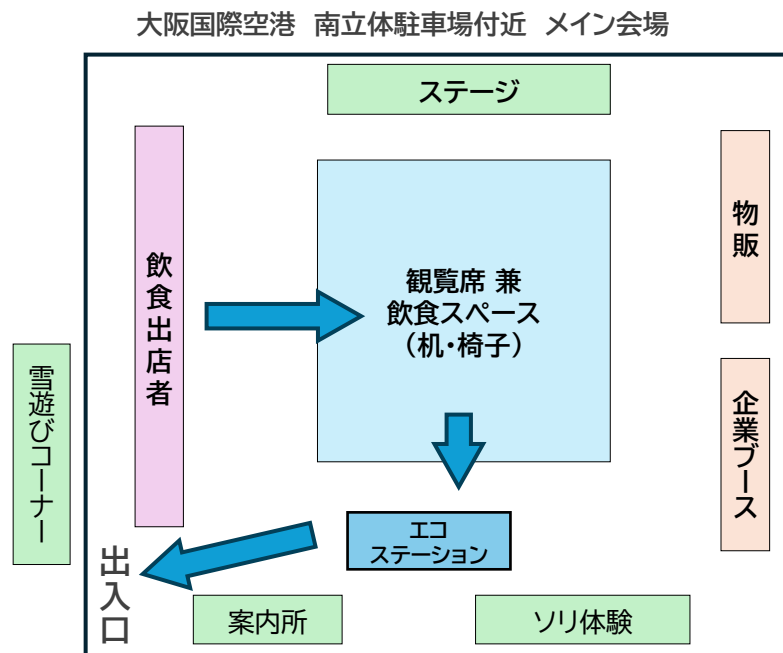 大阪国際空港 南立体駐車場付近 メイン会場
ステージ
飲食出店者
観覧席 兼
飲食スペース
（机・椅子）
物販
雪遊びコーナー
企業ブース
エコ
ステーション
出入口
案内所
ソリ体験